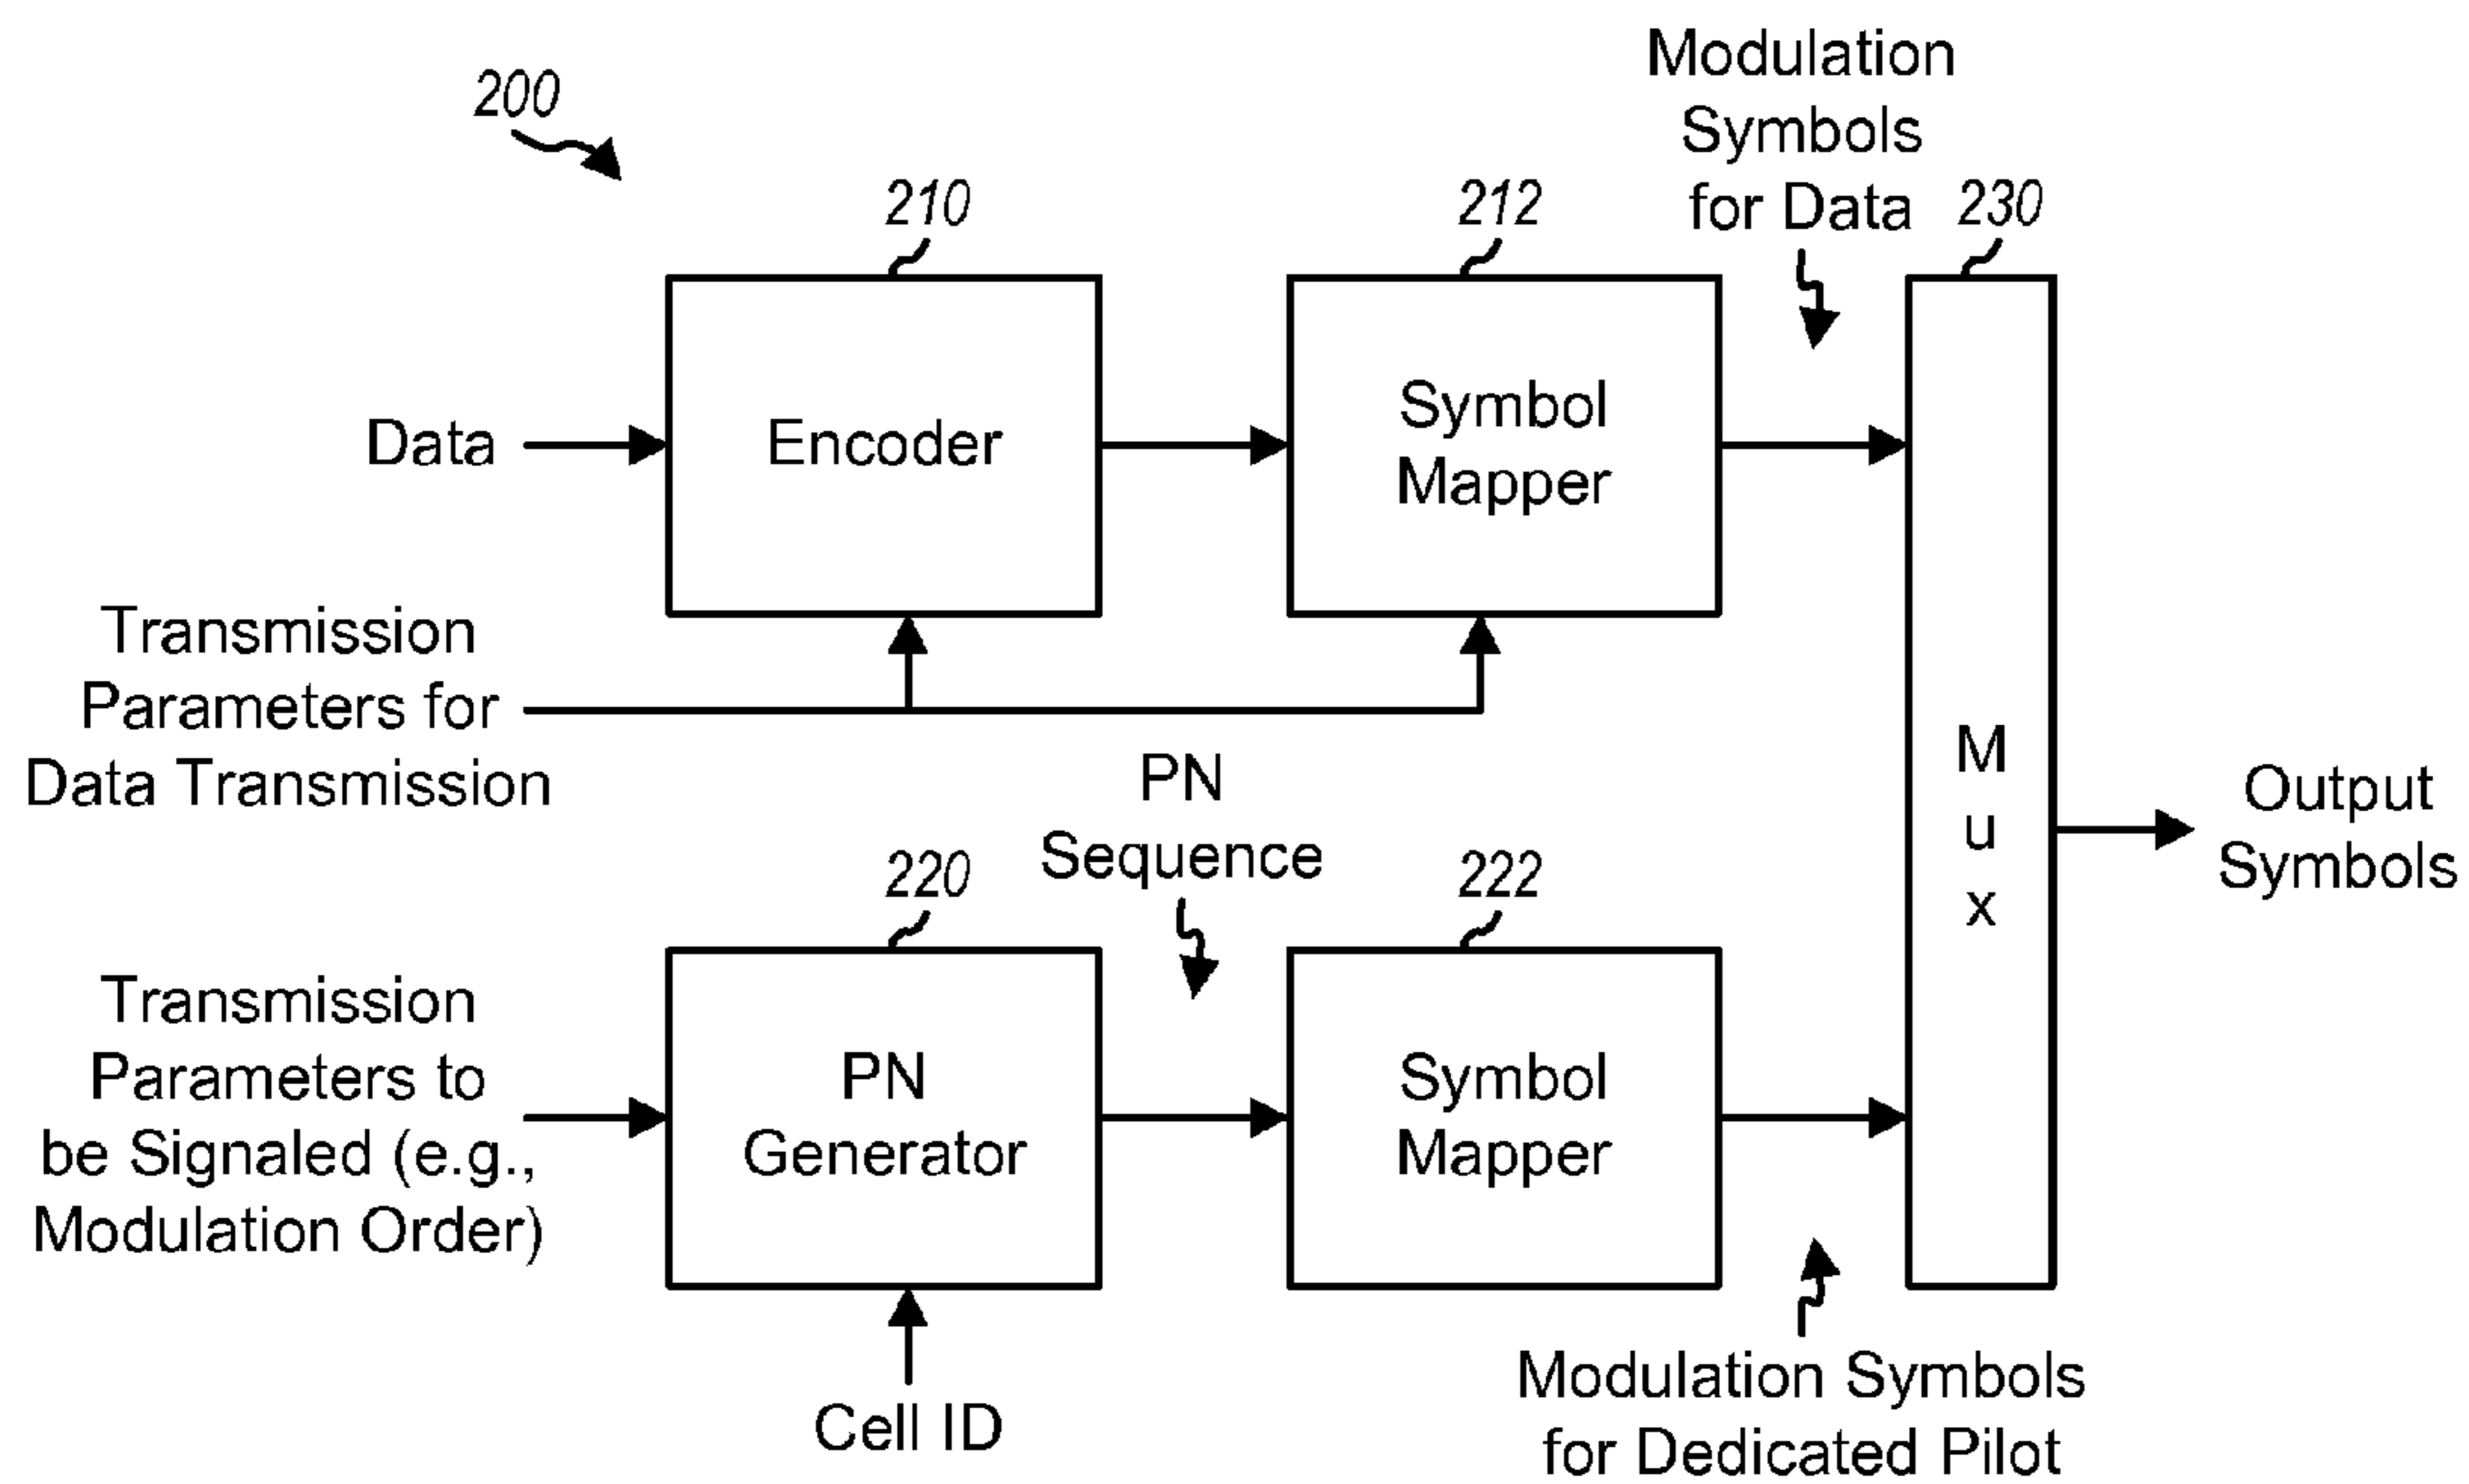 200
Modulation
Symbols
for Data
210
212
230
Data
Encoder
Symbol
Mapper
Transmission
Parameters for
Data Transmission
M
u
x
Output
Symbols
PN
Sequence
220
222
Transmission
Parameters to
be Signaled (e.g.,
Modulation Order)
PN
Generator
Symbol
Mapper
Cell ID
Modulation Symbols
for Dedicated Pilot